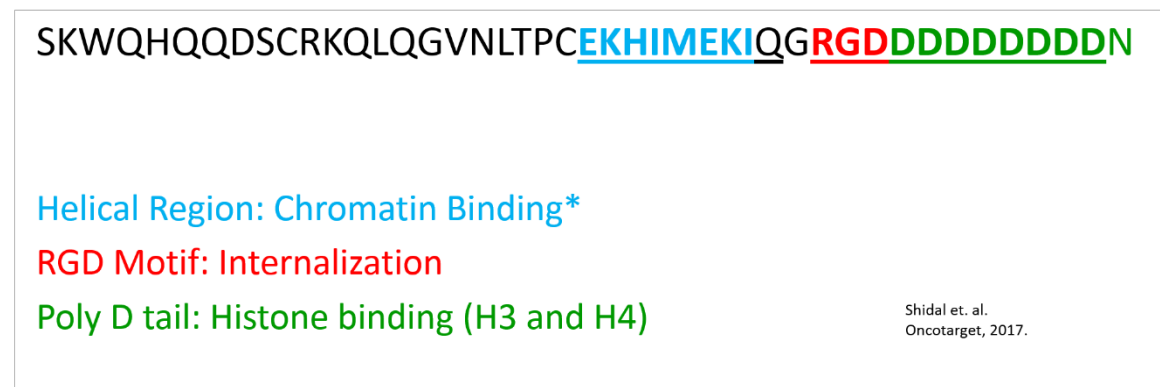 SKWQHQQDSCRKQLQGVNLTPCEKHIMEKIQGRGDDDDDDDDDN
Helical Region: Chromatin Binding*
RGD Motif: Internalization
Poly D tail: Histone binding (H3 and H4)
Shidal et. al.
Oncotarget, 2017.